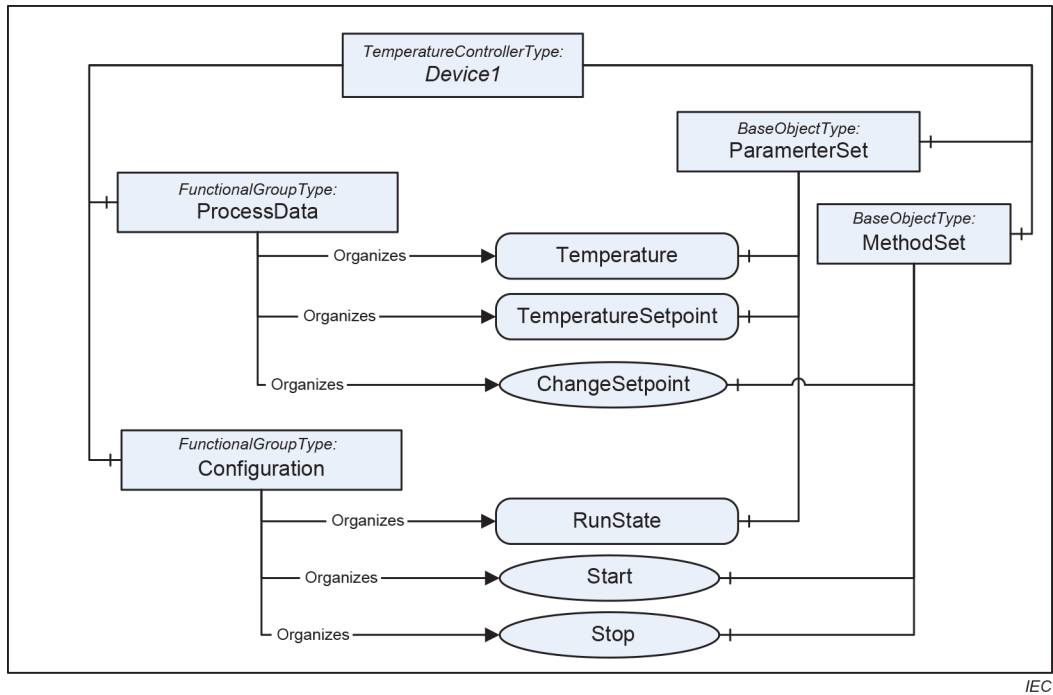 TemperatureControllerType:
Device1
BaseObjectType:
ParamerterSet
FunctionalGroupType:
ProcessData
BaseObjectType:
MethodSet
Organizes
Temperature
Organizes
TemperatureSetpoint
Organizes
ChangeSetpoint
FunctionalGroupType:
Configuration
Organizes
RunState
Organizes
Start
Organizes
Stop
IEC